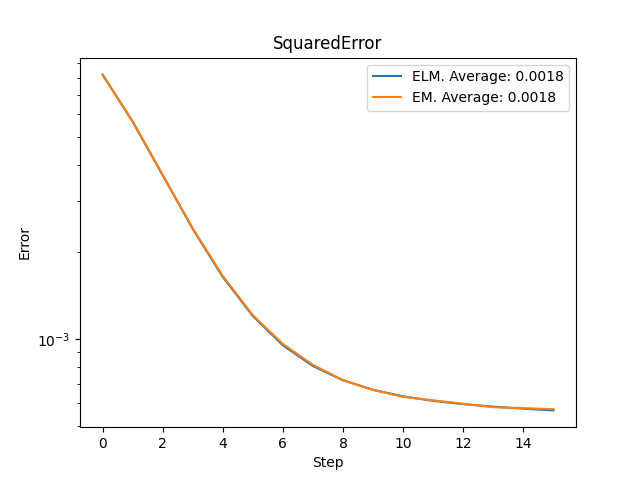 SquaredError
ELM. Average: 0.0018
EM. Average: 0.0018
Error
10⁻³
0 2 4 6 8 10 12 14
Step